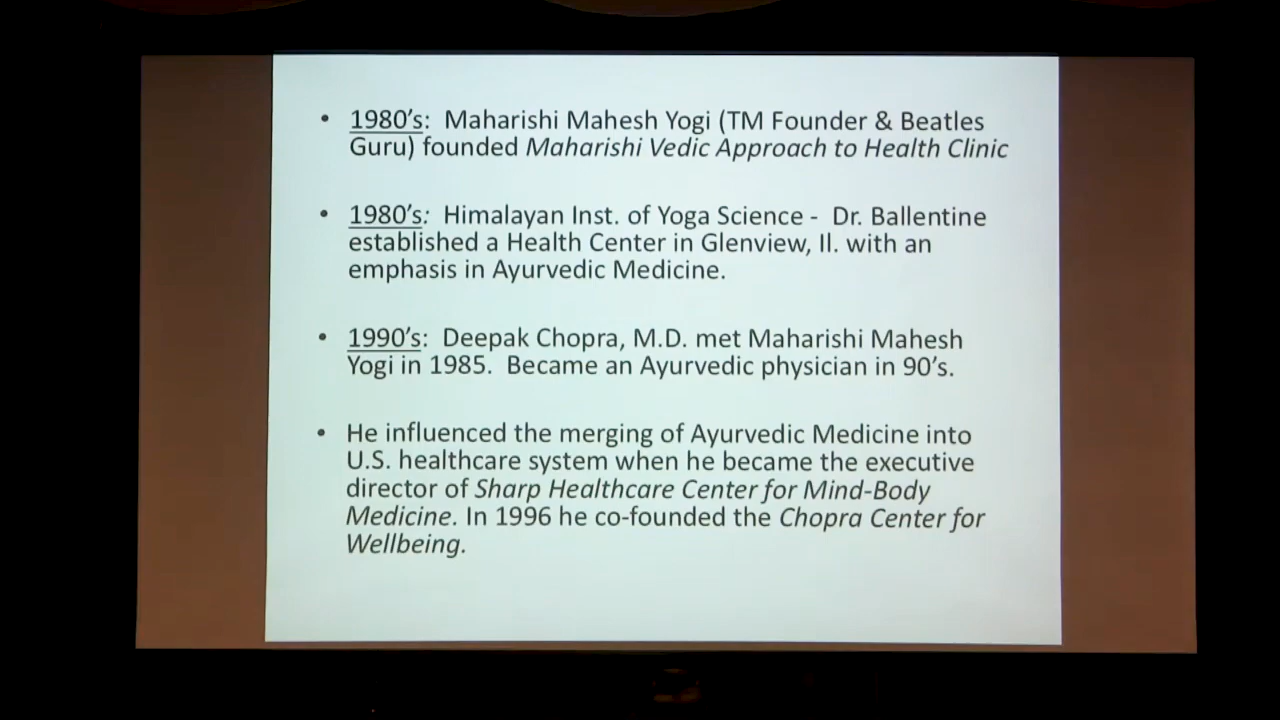 • 1980's: Maharishi Mahesh Yogi (TM Founder & Beatles
Guru) founded Maharishi Vedic Approach to Health Clinic
• 1980's: Himalayan Inst. of Yoga Science - Dr. Ballentine
established a Health Center in Glenview, Il. with an
emphasis in Ayurvedic Medicine.
• 1990's: Deepak Chopra, M.D. met Maharishi Mahesh
Yogi in 1985. Became an Ayurvedic physician in 90's.
• He influenced the merging of Ayurvedic Medicine into
U.S. healthcare system when he became the executive
director of Sharp Healthcare Center for Mind-Body
Medicine. In 1996 he co-founded the Chopra Center for
Wellbeing.